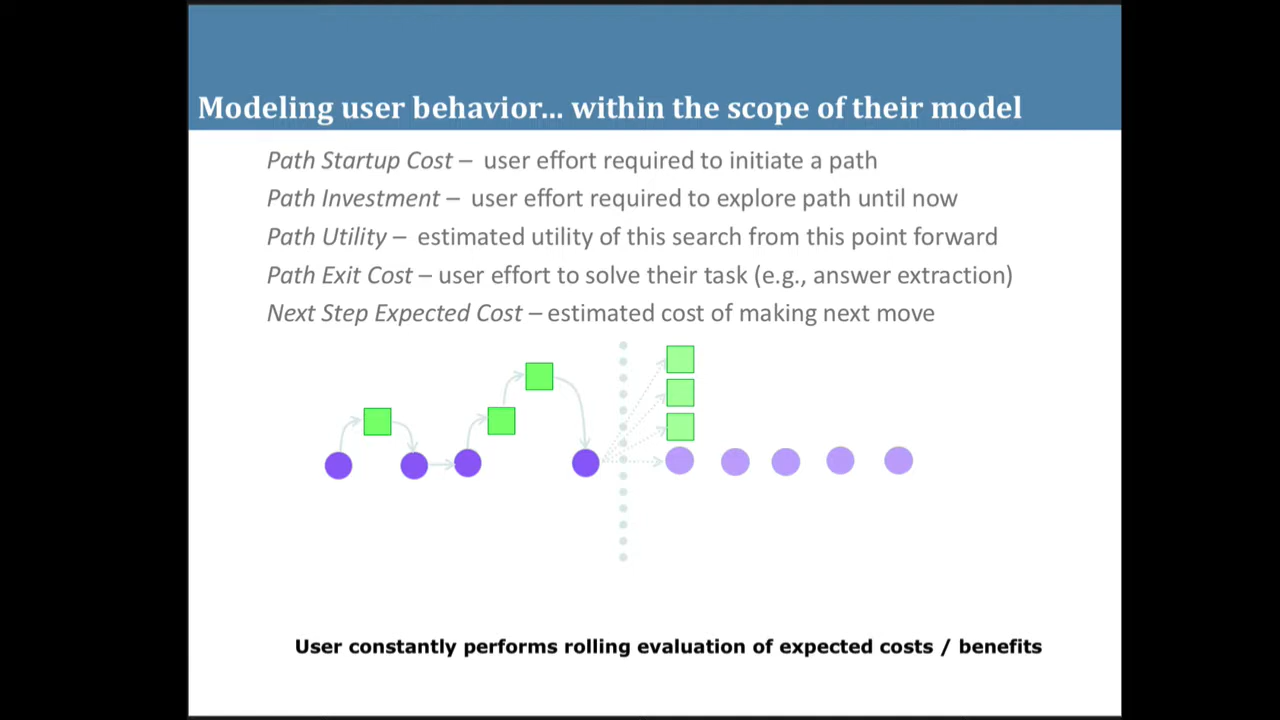 Modeling user behavior... within the scope of their model
Path Startup Cost – user effort required to initiate a path
Path Investment – user effort required to explore path until now
Path Utility – estimated utility of this search from this point forward
Path Exit Cost – user effort to solve their task (e.g., answer extraction)
Next Step Expected Cost – estimated cost of making next move
User constantly performs rolling evaluation of expected costs / benefits